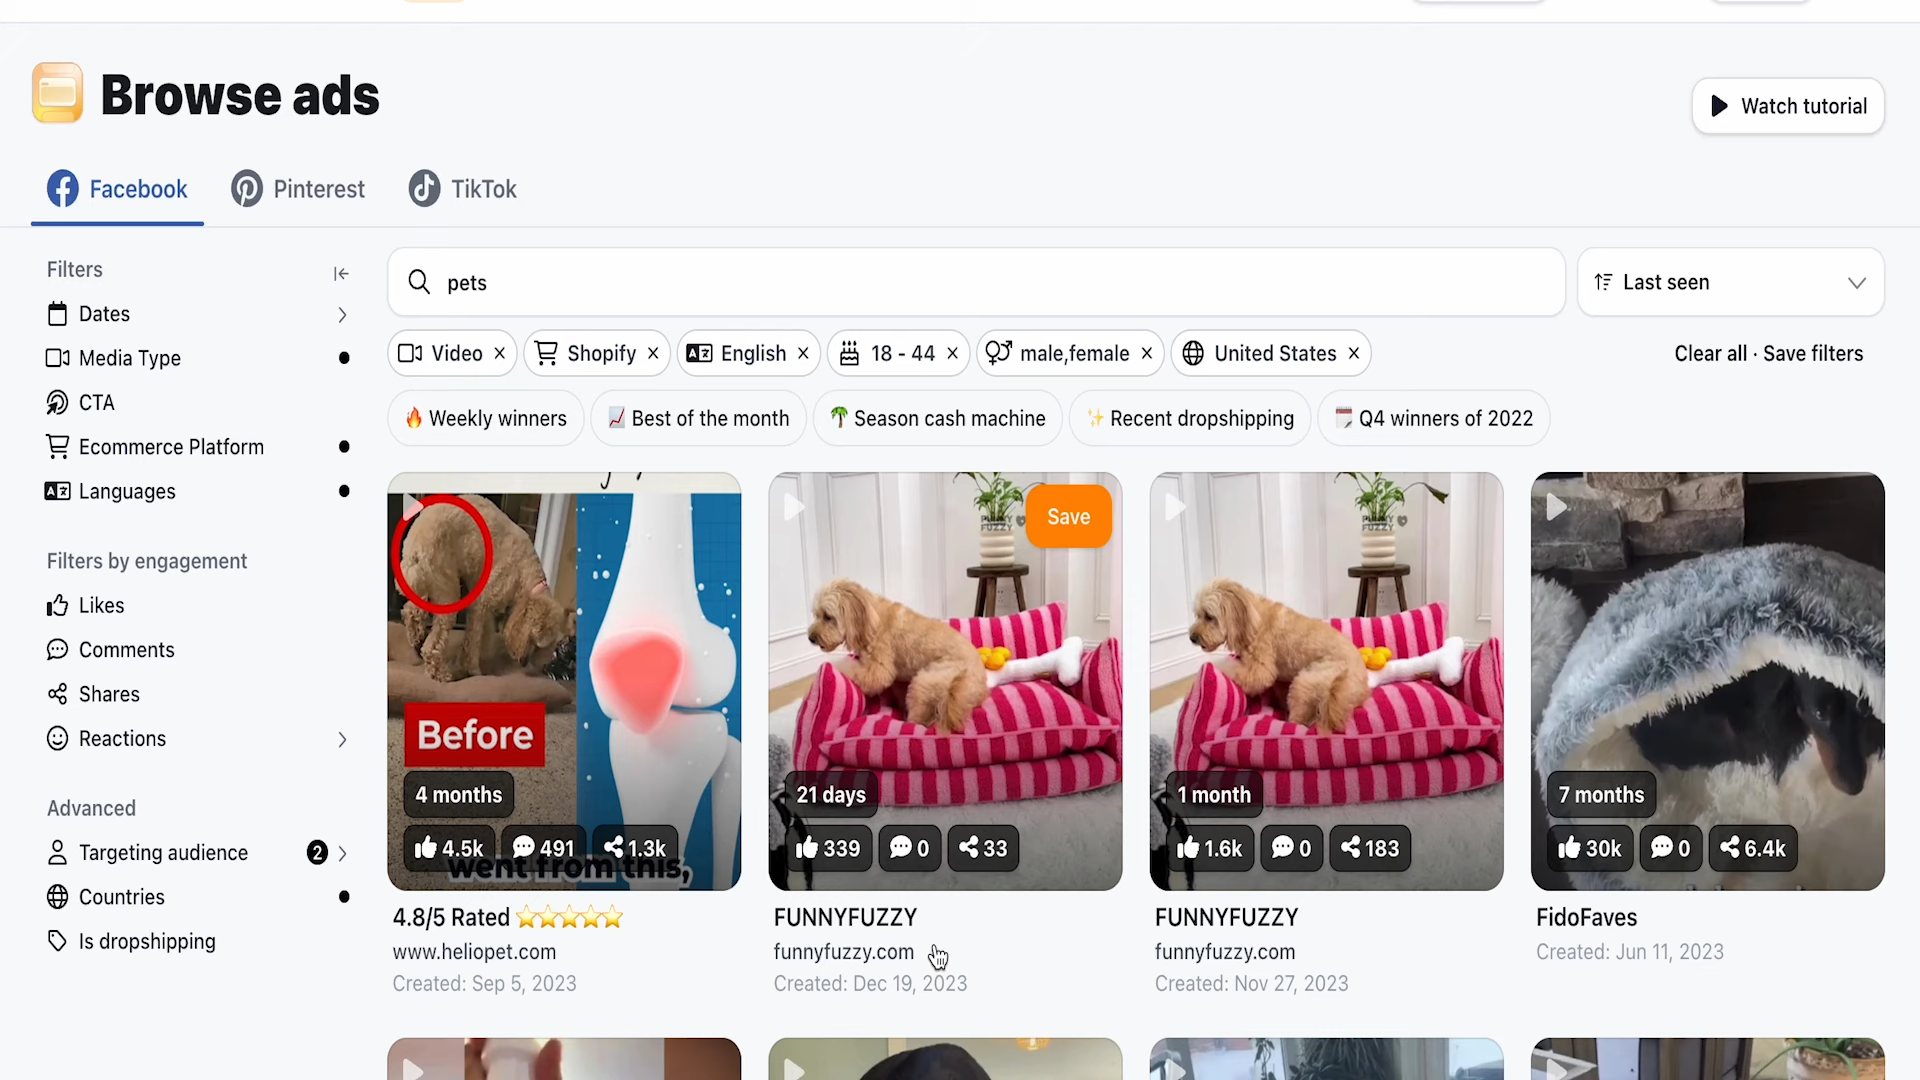 Browse ads
Watch tutorial
Facebook
Pinterest
TikTok
Filters
Dates
Media Type
CTA
Ecommerce Platform
Languages
Filters by engagement
Likes
Comments
Shares
Reactions
Advanced
Targeting audience 2
Countries
Is dropshipping
pets
Last seen
Video × Shopify × English × 18 - 44 × male,female × United States ×
Clear all · Save filters
Weekly winners Best of the month Season cash machine Recent dropshipping Q4 winners of 2022
Before
4 months
4.5k 491 1.3k
went from this,
4.8/5 Rated ⭐⭐⭐⭐⭐
www.heliopet.com
Created: Sep 5, 2023
Save
21 days
339 0 33
FUNNYFUZZY
funnyfuzzy.com
Created: Dec 19, 2023
1 month
1.6k 0 183
FUNNYFUZZY
funnyfuzzy.com
Created: Nov 27, 2023
7 months
30k 0 6.4k
FidoFaves
Created: Jun 11, 2023